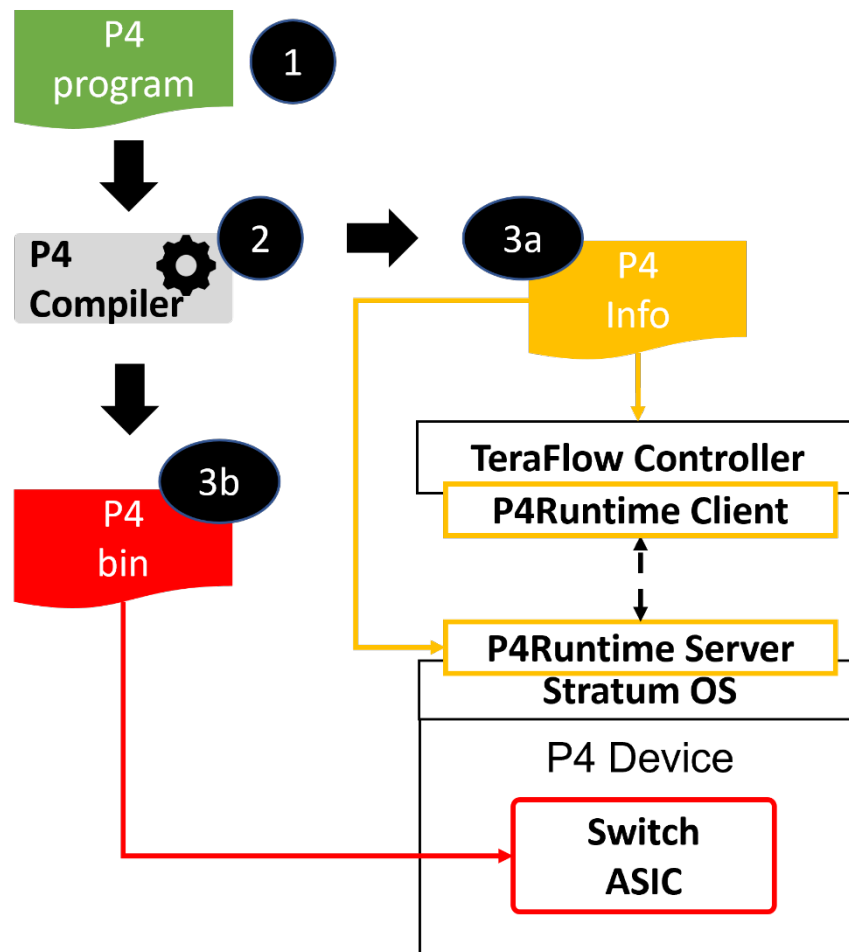 P4
program
1
P4
Compiler
2
3a
P4
Info
TeraFlow Controller
P4Runtime Client
3b
P4
bin
P4Runtime Server
Stratum OS
P4 Device
Switch
ASIC